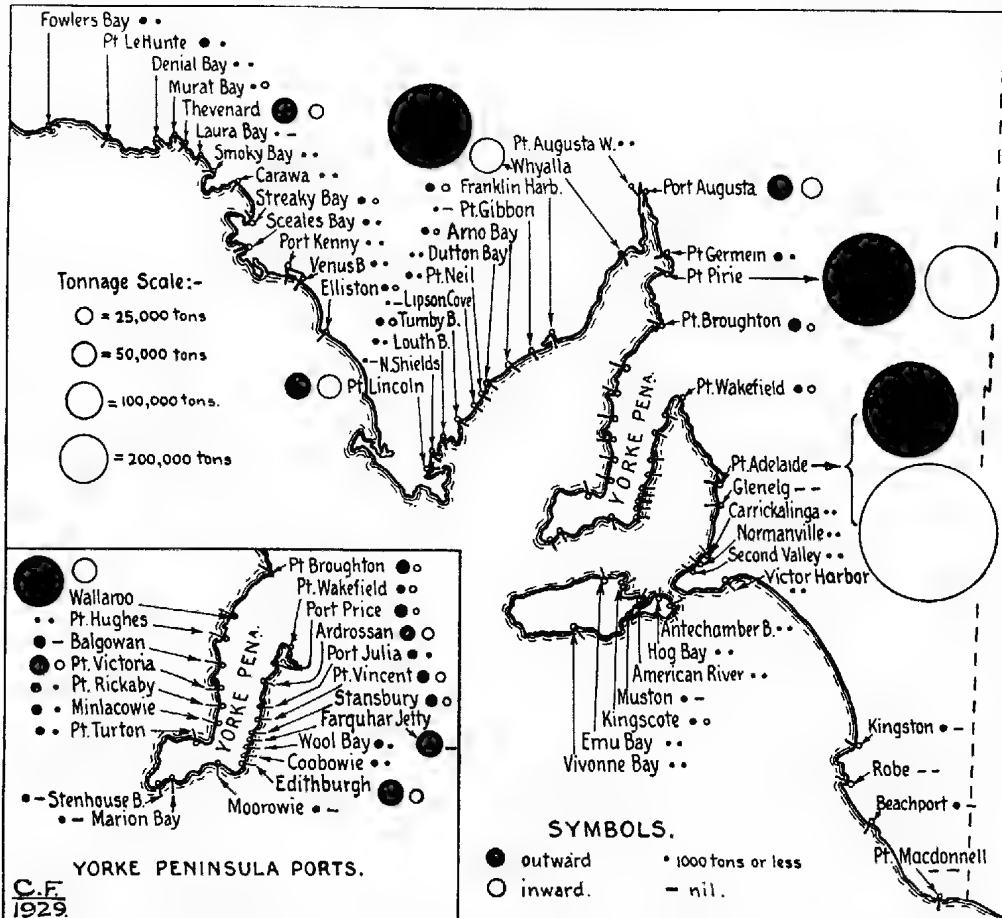 Fowlers Bay
Pt LeHunte
Denial Bay
Murat Bay
Thevenard
Laura Bay –
Smoky Bay
Carawa
Streaky Bay
Sceales Bay
Port Kenny
Venus B
Elliston
Pt. Augusta W.
Whyalla
Franklin Harb.
Pt. Gibbon
Arno Bay
Dutton Bay
Pt. Neil
Lipson Cove
Tumby B.
Louth B.
N. Shields
Pt. Lincoln
Port Augusta
Pt Germein
Pt Pirie
Pt. Broughton
Pt. Wakefield
YORKE PENA.
Pt. Adelaide
Glenelg – –
Carrickalinga
Normanville
Second Valley
Victor Harbor
Antechamber B.
Hog Bay
American River
Muston –
Kingscote
Emu Bay
Vivonne Bay
Kingston –
Robe – –
Beachport –
Pt. Macdonnell
– –
Tonnage Scale:-
= 25,000 tons
= 50,000 tons
= 100,000 tons.
= 200,000 tons
Wallaroo
Pt. Hughes
Balgowan
Pt. Victoria
Pt. Rickaby
Minlacowie
Pt. Turton
Stenhouse B.
Marion Bay
Moorowie –
Pt Broughton
Pt. Wakefield
Port Price
Ardrossan
Port Julia
Pt. Vincent
Stansbury
Farquhar Jetty
Wool Bay
Coobowie
Edithburgh
YORKE PENA.
YORKE PENINSULA PORTS.
C.F.
1929
SYMBOLS.
outward
• 1000 tons or less
inward.
– nil.